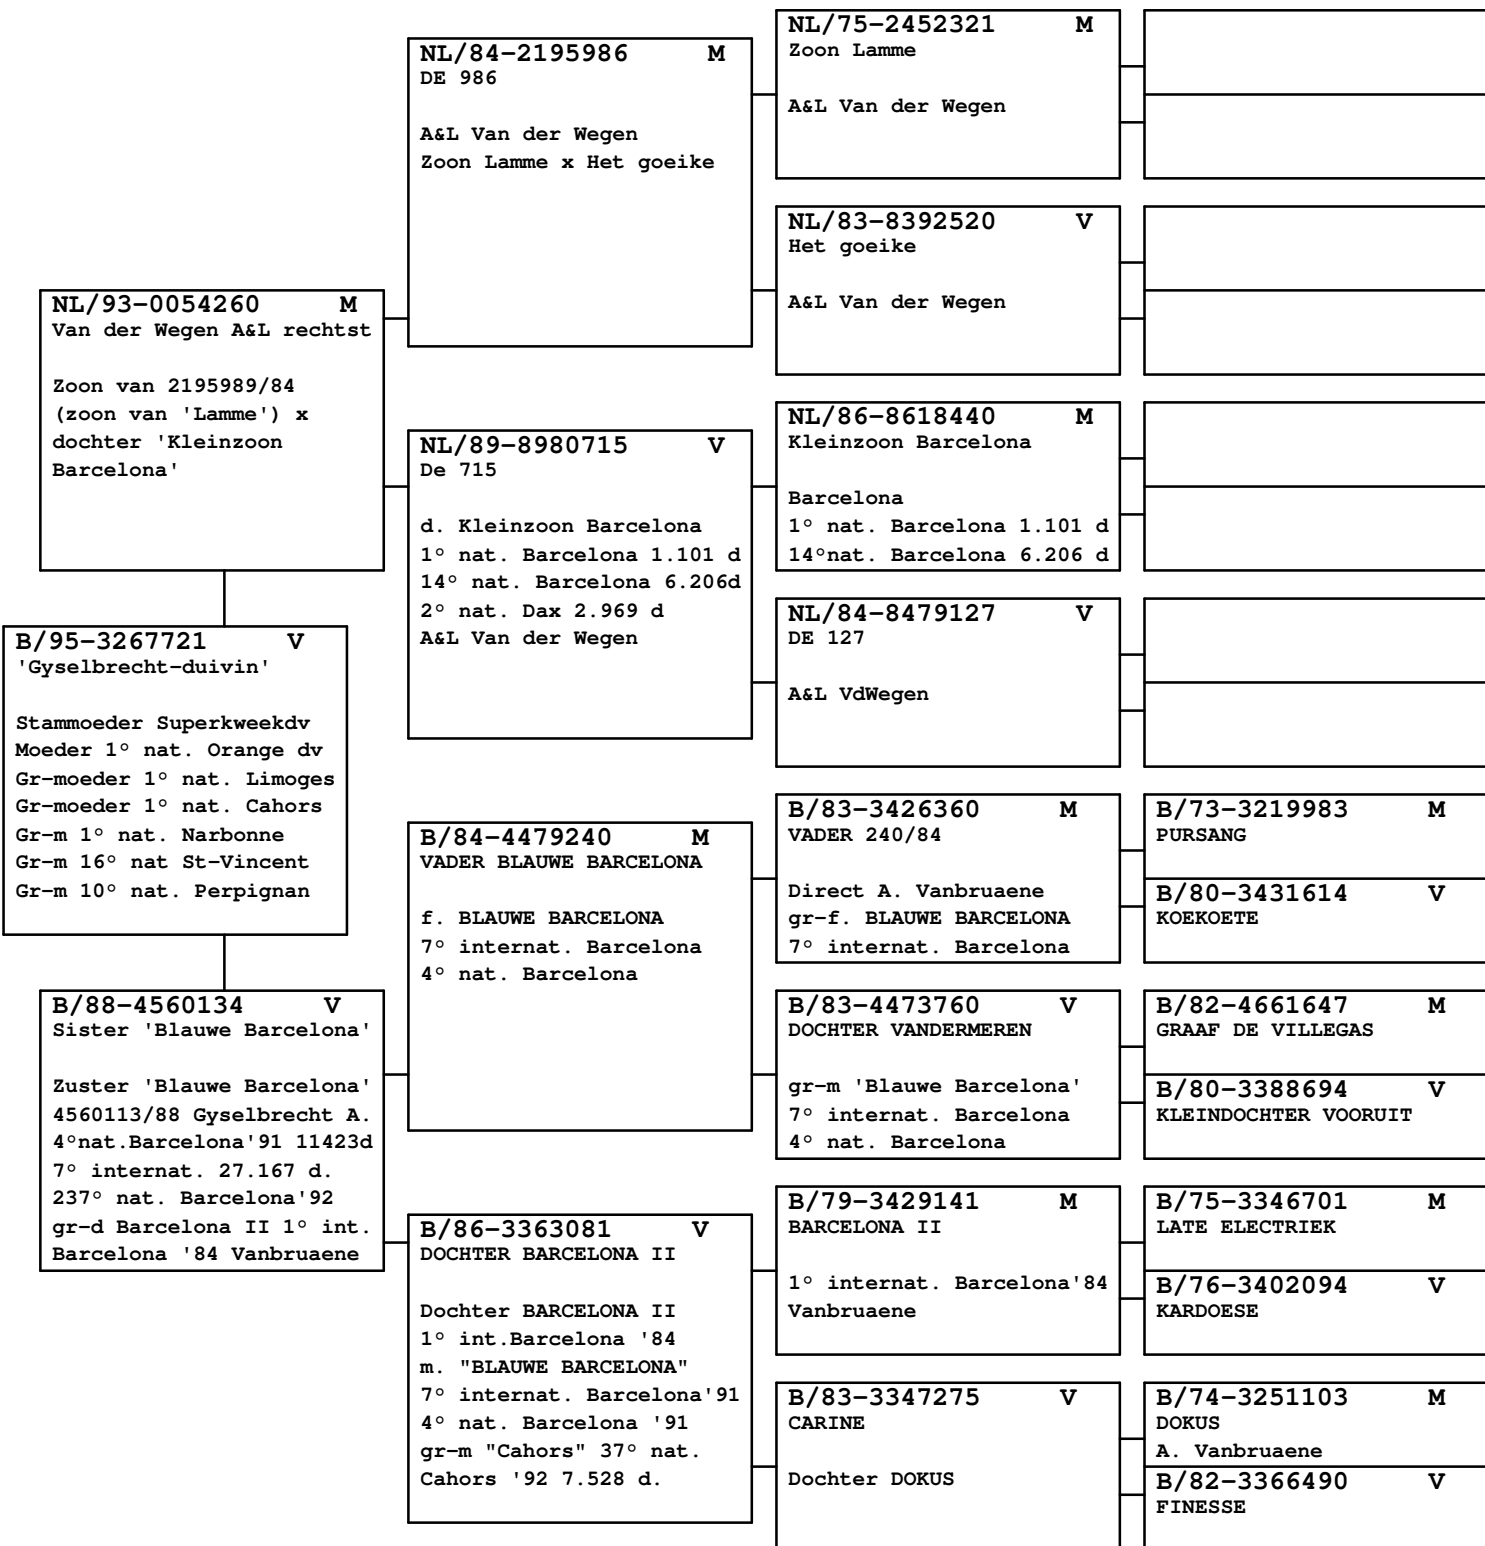 NL/93-0054260 M
Van der Wegen A&L rechtst
Zoon van 2195989/84
(zoon van 'Lamme') x
dochter 'Kleinzoon
Barcelona'
B/95-3267721 V
'Gyselbrecht-duivin'
Stammoeder Superkweekdv
Moeder 1° nat. Orange dv
Gr-moeder 1° nat. Limoges
Gr-moeder 1° nat. Cahors
Gr-m 1° nat. Narbonne
Gr-m 16° nat St-Vincent
Gr-m 10° nat. Perpignan
B/88-4560134 V
Sister 'Blauwe Barcelona'
Zuster 'Blauwe Barcelona'
4560113/88 Gyselbrecht A.
4°nat.Barcelona'91 11423d
7° internat. 27.167 d.
237° nat. Barcelona'92
gr-d Barcelona II 1° int.
Barcelona '84 Vanbruaene
NL/84-2195986 M
DE 986
A&L Van der Wegen
Zoon Lamme x Het goeike
NL/89-8980715 V
De 715
d. Kleinzoon Barcelona
1° nat. Barcelona 1.101 d
14° nat. Barcelona 6.206d
2° nat. Dax 2.969 d
A&L Van der Wegen
B/84-4479240 M
VADER BLAUWE BARCELONA
f. BLAUWE BARCELONA
7° internat. Barcelona
4° nat. Barcelona
B/86-3363081 V
DOCHTER BARCELONA II
Dochter BARCELONA II
1° int.Barcelona '84
m. "BLAUWE BARCELONA"
7° internat. Barcelona'91
4° nat. Barcelona '91
gr-m "Cahors" 37° nat.
Cahors '92 7.528 d.
NL/75-2452321 M
Zoon Lamme
A&L Van der Wegen
NL/83-8392520 V
Het goeike
A&L Van der Wegen
NL/86-8618440 M
Kleinzoon Barcelona
Barcelona
1° nat. Barcelona 1.101 d
14°nat. Barcelona 6.206 d
NL/84-8479127 V
DE 127
A&L VdWegen
B/83-3426360 M
VADER 240/84
Direct A. Vanbruaene
gr-f. BLAUWE BARCELONA
7° internat. Barcelona
B/83-4473760 V
DOCHTER VANDERMEREN
gr-m 'Blauwe Barcelona'
7° internat. Barcelona
4° nat. Barcelona
B/79-3429141 M
BARCELONA II
1° internat. Barcelona'84
Vanbruaene
B/83-3347275 V
CARINE
Dochter DOKUS
B/73-3219983 M
PURSANG
B/80-3431614 V
KOEKOETE
B/82-4661647 M
GRAAF DE VILLEGAS
B/80-3388694 V
KLEINDOCHTER VOORUIT
B/75-3346701 M
LATE ELECTRIEK
B/76-3402094 V
KARDOESE
B/74-3251103 M
DOKUS
A. Vanbruaene
B/82-3366490 V
FINESSE